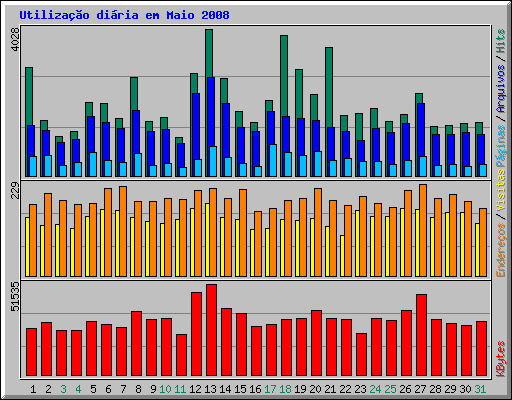 Utilização diária em Maio 2008
4028
229
51535
Páginas / Arquivos / Hits
Endereços / visitas
KBytes
1 2 3 4 5 6 7 8 9 10 11 12 13 14 15 16 17 18 19 20 21 22 23 24 25 26 27 28 29 30 31